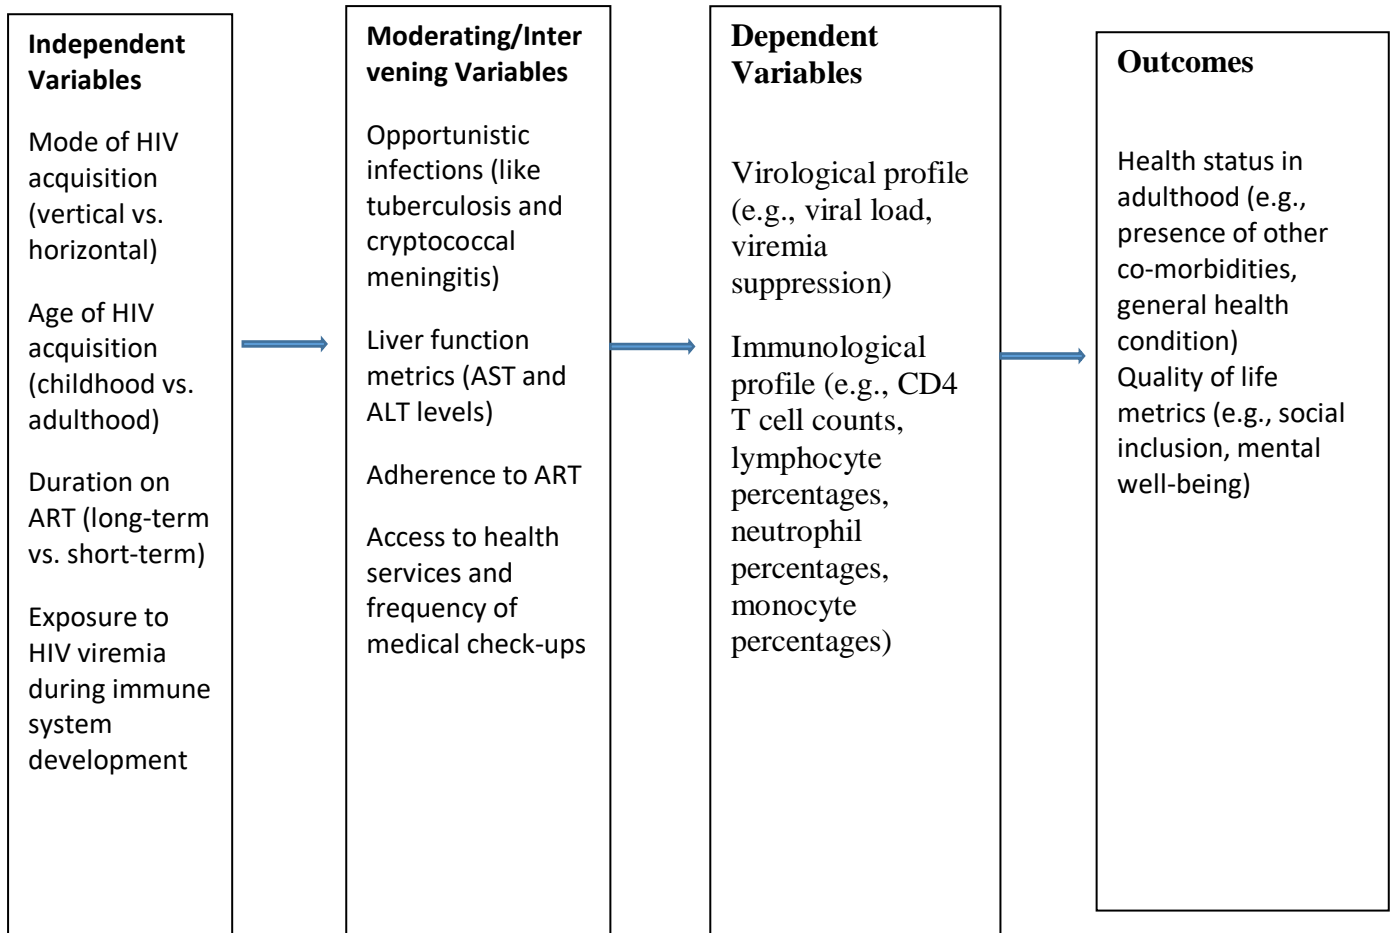 Independent
Variables
Mode of HIV
acquisition
(vertical vs.
horizontal)
Age of HIV
acquisition
(childhood vs.
adulthood)
Duration on
ART (long-term
vs. short-term)
Exposure to
HIV viremia
during immune
system
development
Moderating/Inter
vening Variables
Opportunistic
infections (like
tuberculosis and
cryptococcal
meningitis)
Liver function
metrics (AST and
ALT levels)
Adherence to ART
Access to health
services and
frequency of
medical check-ups
Dependent
Variables
Virological profile
(e.g., viral load,
viremia
suppression)
Immunological
profile (e.g., CD4
T cell counts,
lymphocyte
percentages,
neutrophil
percentages,
monocyte
percentages)
Outcomes
Health status in
adulthood (e.g.,
presence of other
co-morbidities,
general health
condition)
Quality of life
metrics (e.g., social
inclusion, mental
well-being)